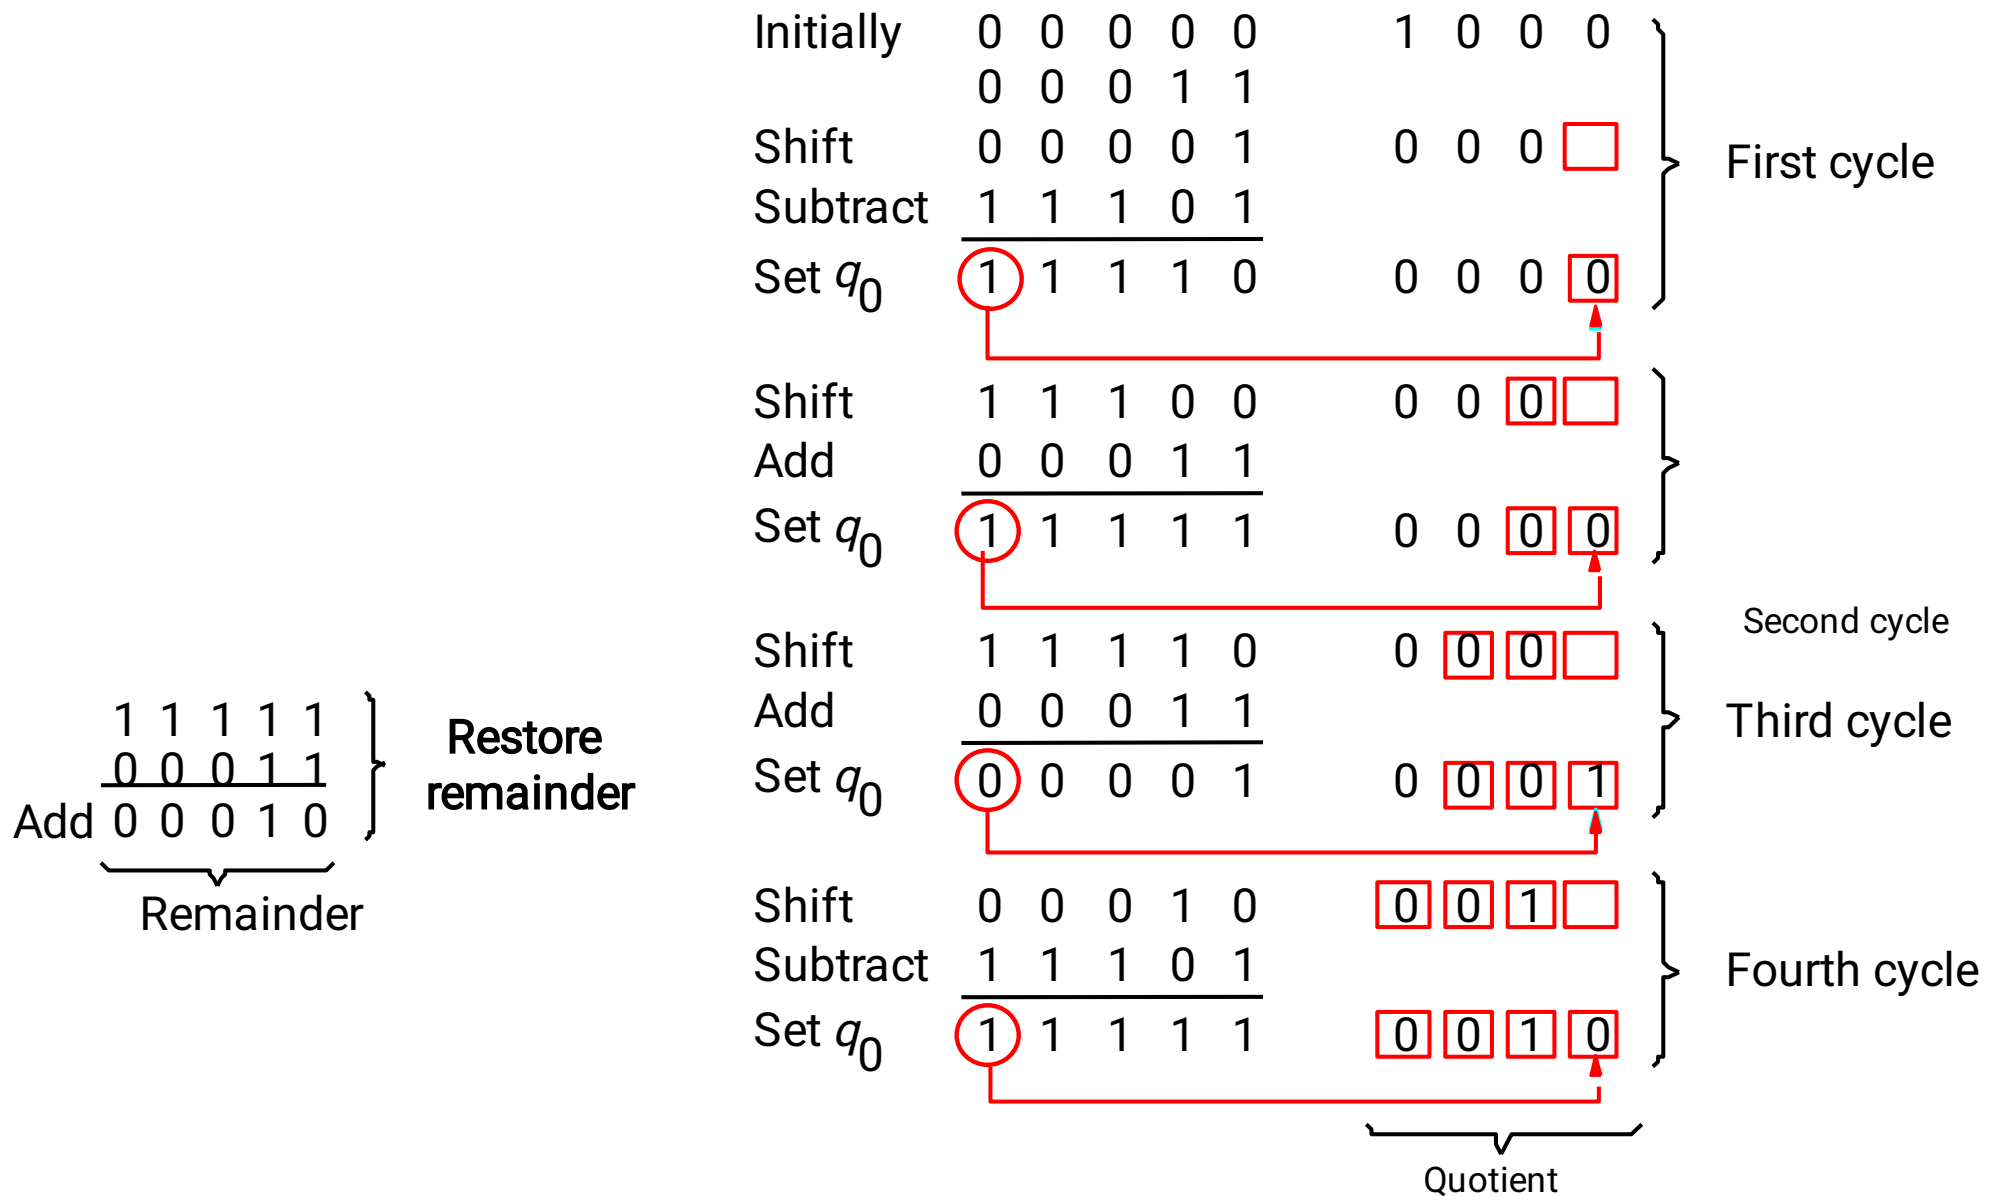 Initially 0 0 0 0 0 1 0 0 0
0 0 0 1 1
Shift 0 0 0 0 1 0 0 0
Subtract 1 1 1 0 1
First cycle
Set q0 1 1 1 1 0 0 0 0 0
Shift 1 1 1 0 0 0 0 0
Add 0 0 0 1 1
Set q0 1 1 1 1 1 0 0 0 0
Second cycle
Shift 1 1 1 1 0 0 0 0
Add 0 0 0 1 1
Third cycle
Set q0 0 0 0 0 1 0 0 0 1
Shift 0 0 0 1 0 0 0 1
Subtract 1 1 1 0 1
Fourth cycle
Set q0 1 1 1 1 1 0 0 1 0
Quotient
1 1 1 1 1
0 0 0 1 1
Add 0 0 0 1 0
Restore
remainder
Remainder